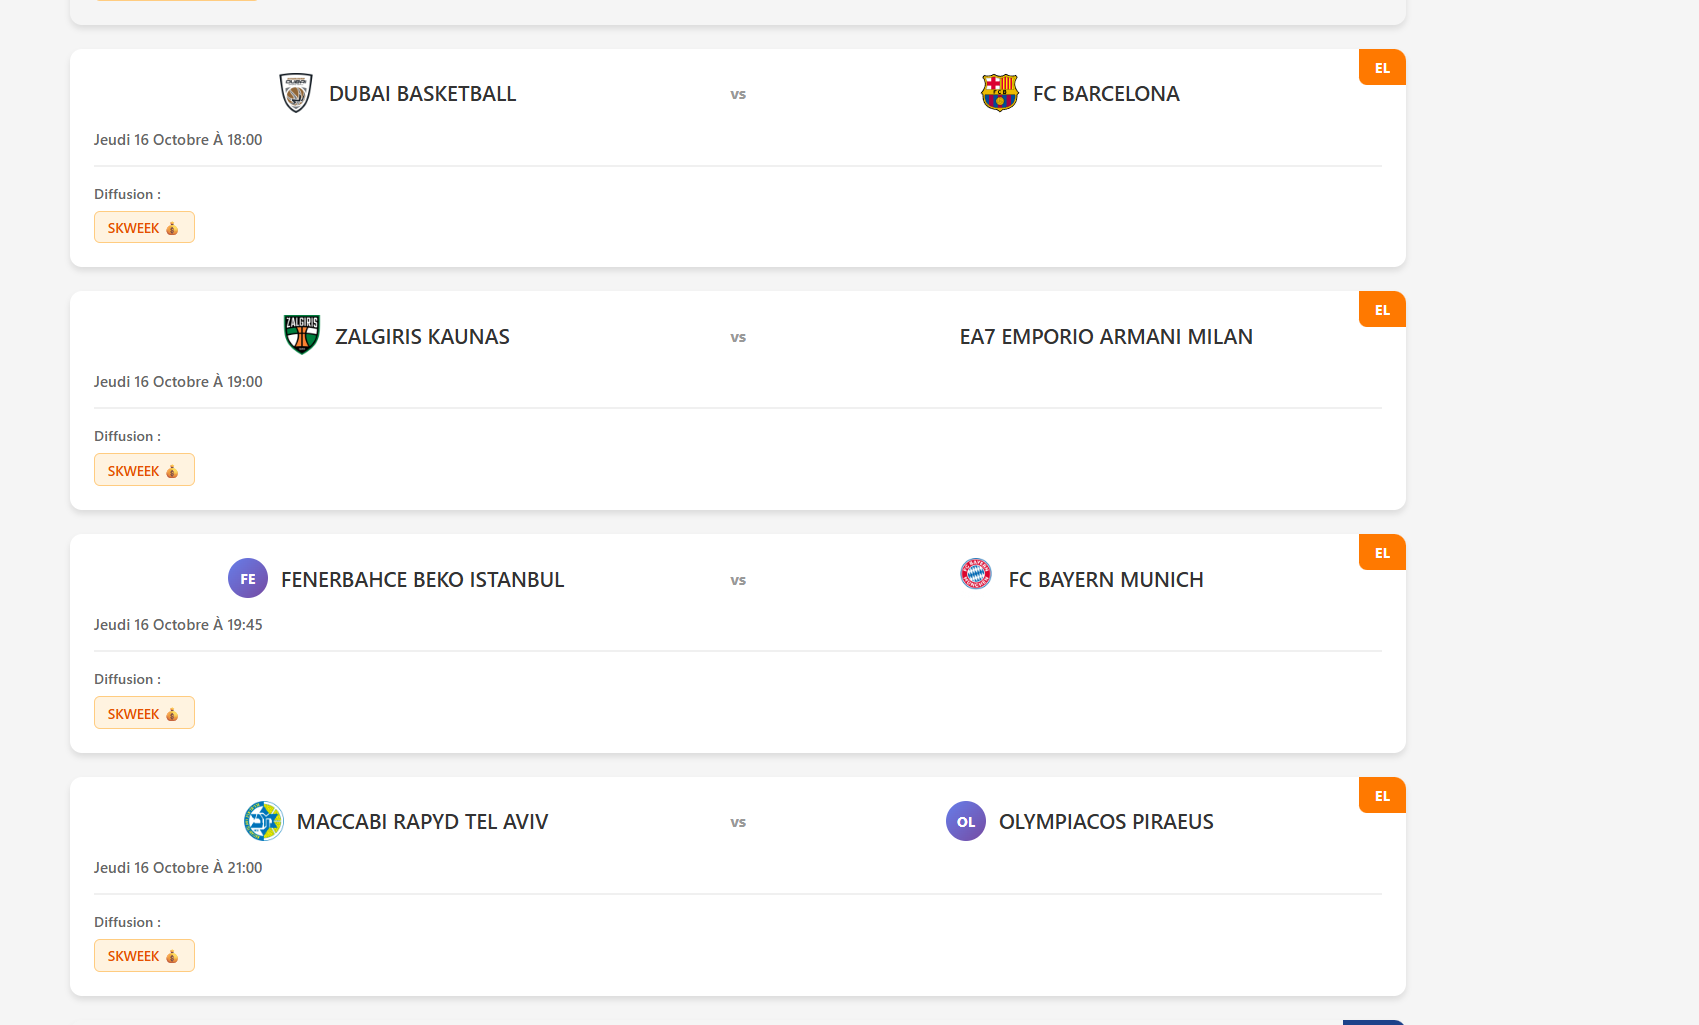 DUBAI BASKETBALL vs FC BARCELONA EL
Jeudi 16 Octobre À 18:00
Diffusion :
SKWEEK 💰
ZALGIRIS
ZALGIRIS KAUNAS vs EA7 EMPORIO ARMANI MILAN EL
Jeudi 16 Octobre À 19:00
Diffusion :
SKWEEK 💰
FE FENERBAHCE BEKO ISTANBUL vs FC BAYERN MUNICH EL
Jeudi 16 Octobre À 19:45
Diffusion :
SKWEEK 💰
MACCABI RAPYD TEL AVIV vs OL OLYMPIACOS PIRAEUS EL
Jeudi 16 Octobre À 21:00
Diffusion :
SKWEEK 💰